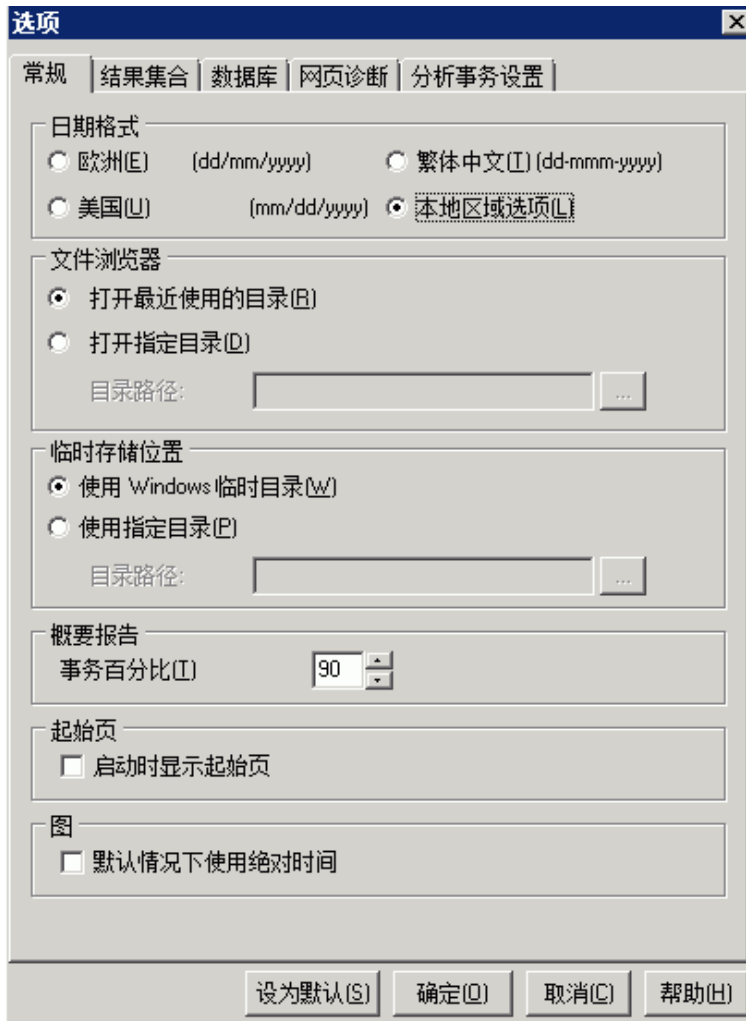 选项
常规 结果集合 数据库 网页诊断 分析事务设置
日期格式
欧洲(E) (dd/mm/yyyy) 繁体中文(T) (dd-mmm-yyyy)
美国(U) (mm/dd/yyyy) 本地区域选项(L)
文件浏览器
打开最近使用的目录(R)
打开指定目录(D)
目录路径: ...
临时存储位置
使用 Windows 临时目录(W)
使用指定目录(P)
目录路径: ...
概要报告
事务百分比(T) 90
起始页
启动时显示起始页
图
默认情况下使用绝对时间
设为默认(S) 确定(O) 取消(C) 帮助(H)